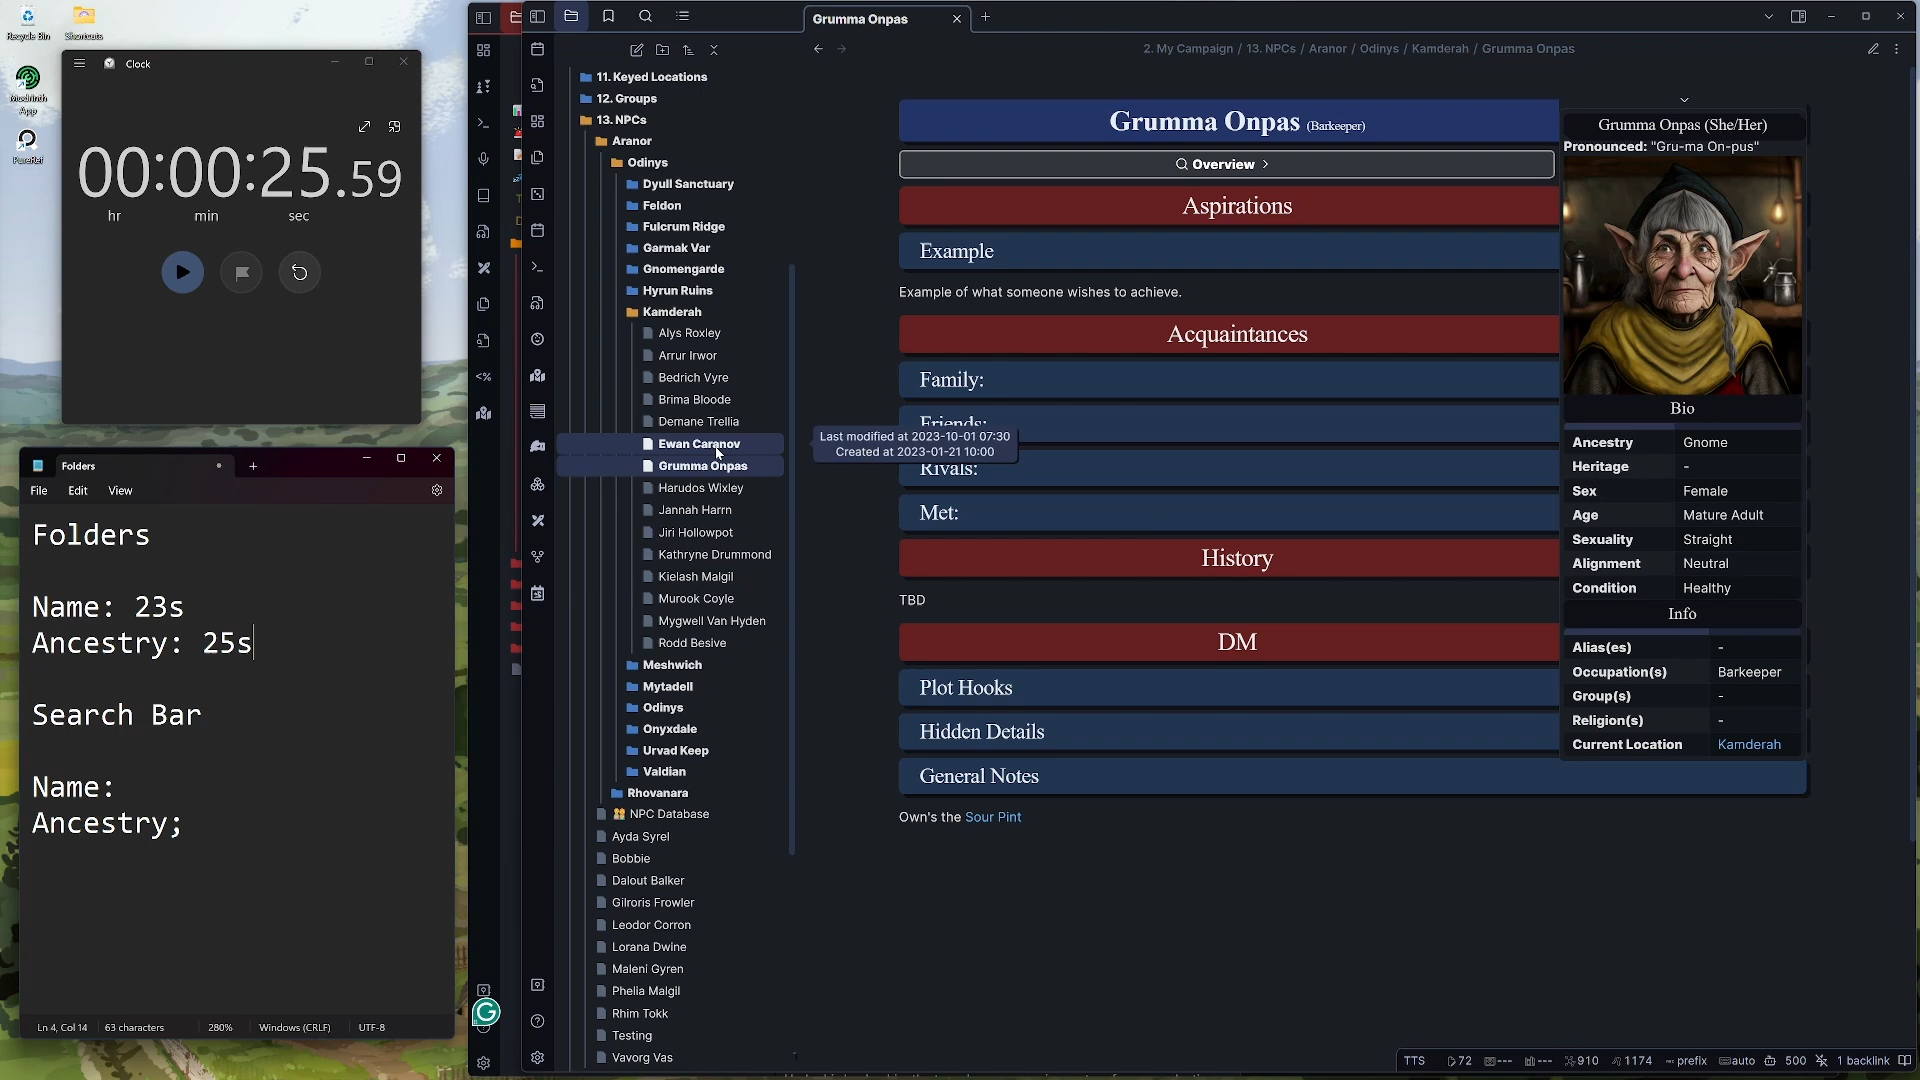 Recycle Bin
Shortcuts
Modrinth App
PureRef
Clock
00:00:25.59
hr min sec
Folders
File Edit View
Folders
Name: 23s
Ancestry: 25s
Search Bar
Name:
Ancestry;
Ln 4, Col 14
63 characters
280%
Windows (CRLF)
UTF-8
11. Keyed Locations
12. Groups
13. NPCs
Aranor
Odinys
Dyull Sanctuary
Feldon
Fulcrum Ridge
Garmak Var
Gnomengarde
Hyrun Ruins
Kamderah
Alys Roxley
Arrur Irwor
Bedrich Vyre
Brima Bloode
Demane Trellia
Ewan Caranov
Grumma Onpas
Harudos Wixley
Jannah Harrn
Jiri Hollowpot
Kathryne Drummond
Kielash Malgil
Murook Coyle
Mygwell Van Hyden
Rodd Besive
Meshwich
Mytadell
Odinys
Onyxdale
Urvad Keep
Valdian
Rhovanara
NPC Database
Ayda Syrel
Bobbie
Dalout Balker
Gilroris Frowler
Leodor Corron
Lorana Dwine
Maleni Gyren
Phelia Malgil
Rhim Tokk
Testing
Vavorg Vas
Grumma Onpas
2. My Campaign / 13. NPCs / Aranor / Odinys / Kamderah / Grumma Onpas
Grumma Onpas (Barkeeper)
Overview
Aspirations
Example
Example of what someone wishes to achieve.
Acquaintances
Family:
Friends:
Last modified at 2023-10-01 07:30
Created at 2023-01-21 10:00
Rivals:
Met:
History
TBD
DM
Plot Hooks
Hidden Details
General Notes
Own's the Sour Pint
Grumma Onpas (She/Her)
Pronounced: "Gru-ma On-pus"
Bio
Ancestry Gnome
Heritage -
Sex Female
Age Mature Adult
Sexuality Straight
Alignment Neutral
Condition Healthy
Info
Alias(es) -
Occupation(s) Barkeeper
Group(s) -
Religion(s) -
Current Location Kamderah
TTS 72 --- --- 910 1174 prefix auto 500 1 backlink